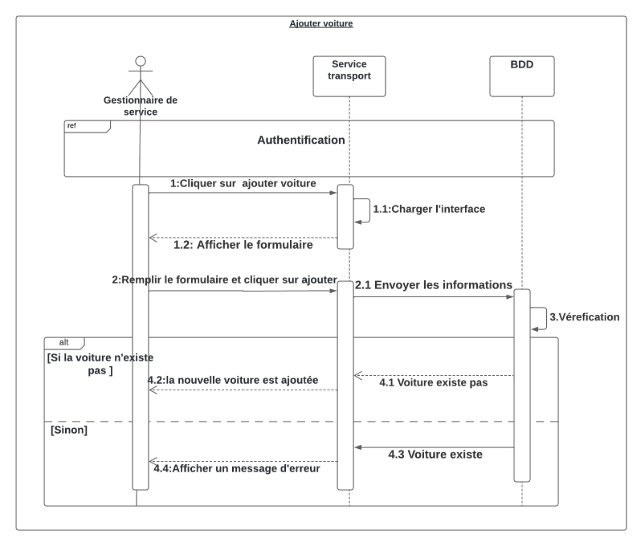 Ajouter voiture
Service
transport
BDD
Gestionnaire de
service
ref
Authentification
1:Cliquer sur  ajouter voiture
1.1:Charger l'interface
1.2: Afficher le formulaire
2:Remplir le formulaire et cliquer sur ajouter
2.1 Envoyer les informations
3.Vérefication
alt
[Si la voiture n'existe
pas ]
4.1 Voiture existe pas
4.2:la nouvelle voiture est ajoutée
[Sinon]
4.3 Voiture existe
4.4:Afficher un message d'erreur